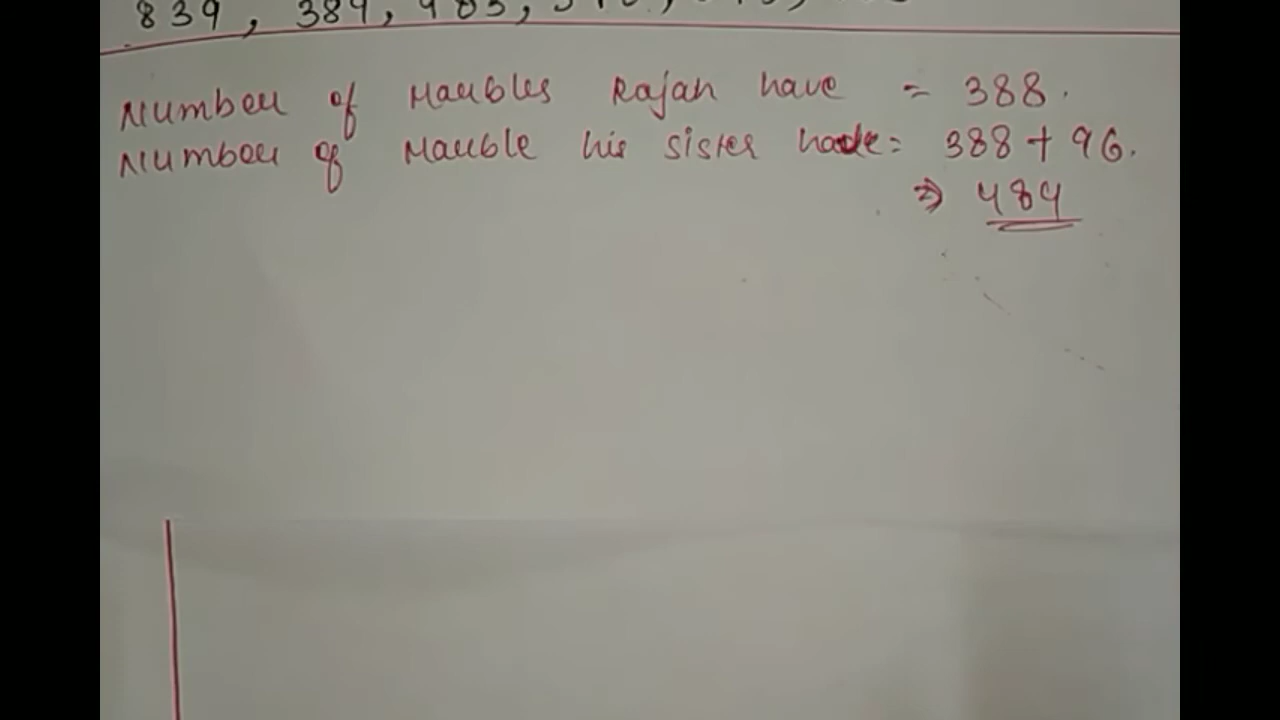 839, 384, 483,
Number of Marbles Rajan have = 388.
Number of Marble his sister have = 388 + 96.
⇒ 484